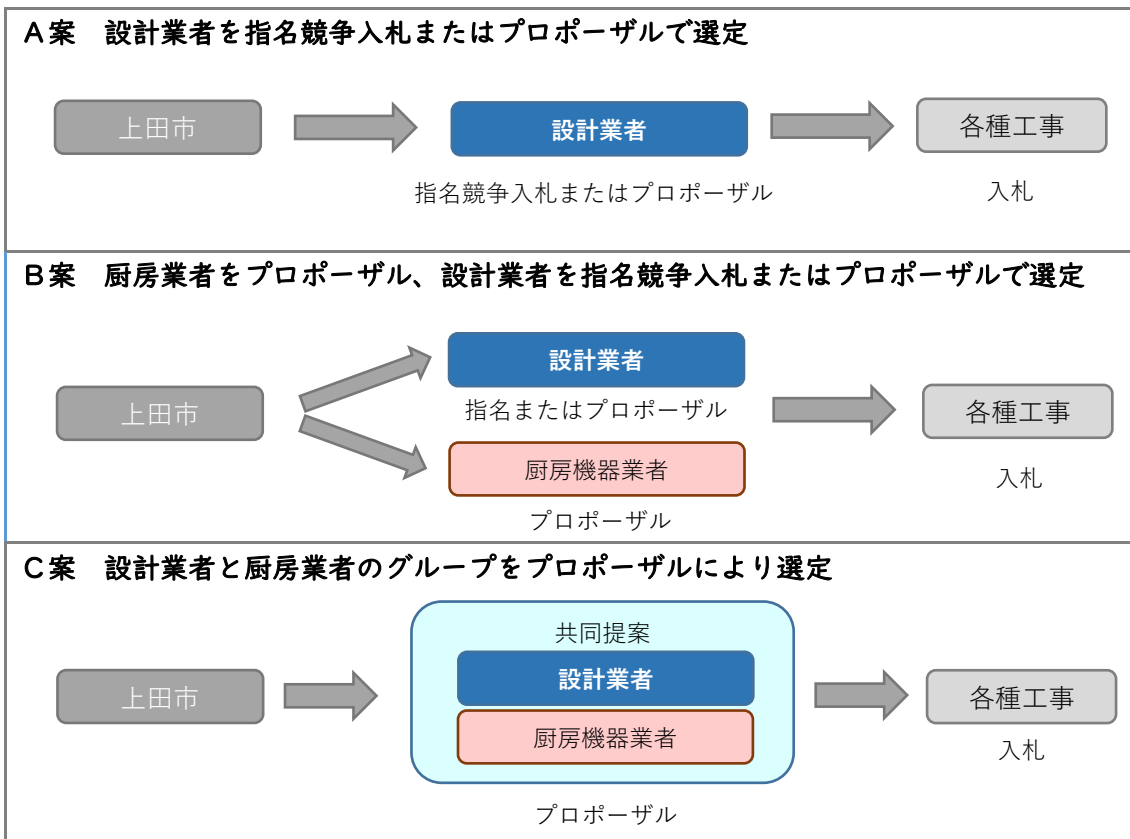 A案　設計業者を指名競争入札またはプロポーザルで選定
上田市
設計業者
各種工事
指名競争入札またはプロポーザル
入札
B案　厨房業者をプロポーザル、設計業者を指名競争入札またはプロポーザルで選定
設計業者
上田市
指名またはプロポーザル
各種工事
厨房機器業者
入札
プロポーザル
C案　設計業者と厨房業者のグループをプロポーザルにより選定
共同提案
設計業者
上田市
各種工事
厨房機器業者
入札
プロポーザル